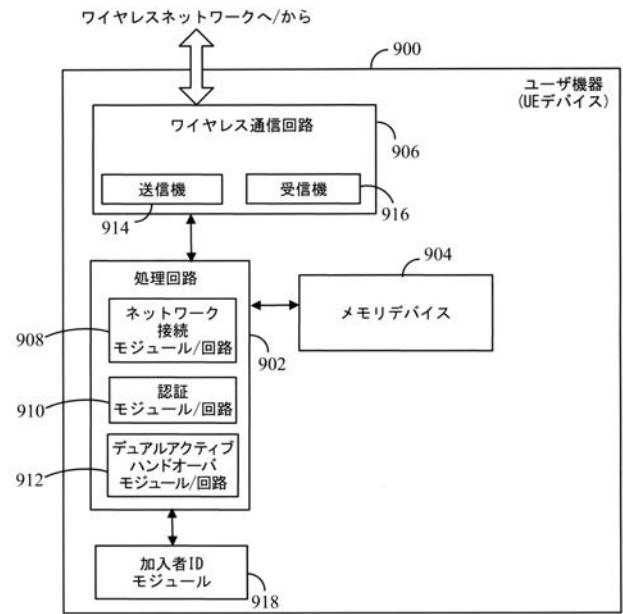 ワイヤレスネットワークへ/から
900
ユーザ機器
(UEデバイス)
ワイヤレス通信回路
906
送信機
受信機
914
916
処理回路
904
ネットワーク
接続
モジュール/回路
メモリデバイス
908
902
認証
モジュール/回路
910
デュアルアクティブ
ハンドオーバ
モジュール/回路
912
加入者ID
モジュール
918